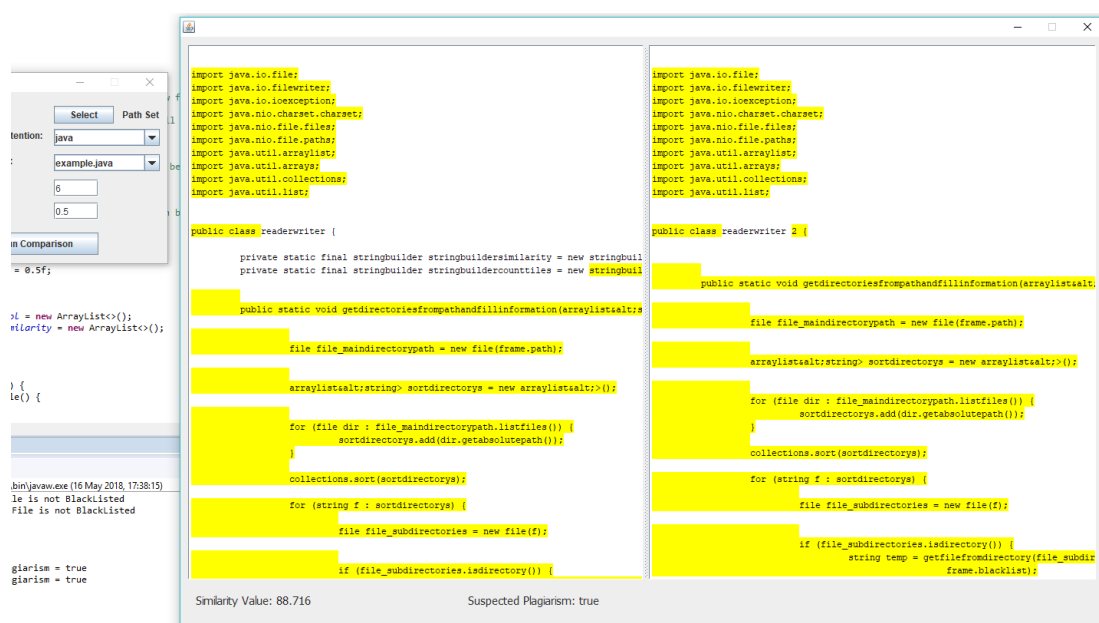 Select Path Set
tention: java
: example.java
6
0.5
n Comparison
= 0.5f;
= new ArrayList<>();
= new ArrayList<>();
) {
le() {
.bin\javaw.exe (16 May 2018, 17:38:15)
le is not BlackListed
File is not BlackListed
giarism = true
giarism = true
import java.io.file;
import java.io.filewriter;
import java.io.ioexception;
import java.nio.charset.charset;
import java.nio.file.files;
import java.nio.file.paths;
import java.util.arraylist;
import java.util.arrays;
import java.util.collections;
import java.util.list;
public class readerwriter {
private static final stringbuilder stringbuildersimilarity = new stringbuil
private static final stringbuilder stringbuildercounttiles = new stringbuil
public static void getdirectoriesfrompathandfillinformation(arraylist&alt;s
file file_maindirectorypath = new file(frame.path);
arraylist&alt;string> sortdirectorys = new arraylist&alt;>();
for (file dir : file_maindirectorypath.listfiles()) {
sortdirectorys.add(dir.getabsolutepath());
}
collections.sort(sortdirectorys);
for (string f : sortdirectorys) {
file file_subdirectories = new file(f);
if (file_subdirectories.isdirectory()) {
import java.io.file;
import java.io.filewriter;
import java.io.ioexception;
import java.nio.charset.charset;
import java.nio.file.files;
import java.nio.file.paths;
import java.util.arraylist;
import java.util.arrays;
import java.util.collections;
import java.util.list;
public class readerwriter 2 {
public static void getdirectoriesfrompathandfillinformation(arraylist&alt;
file file_maindirectorypath = new file(frame.path);
arraylist&alt;string> sortdirectorys = new arraylist&alt;>();
for (file dir : file_maindirectorypath.listfiles()) {
sortdirectorys.add(dir.getabsolutepath());
}
collections.sort(sortdirectorys);
for (string f : sortdirectorys) {
file file_subdirectories = new file(f);
if (file_subdirectories.isdirectory()) {
string temp = getfilefromdirectory(file_subdir
frame.blacklist);
Similarity Value: 88.716 Suspected Plagiarism: true